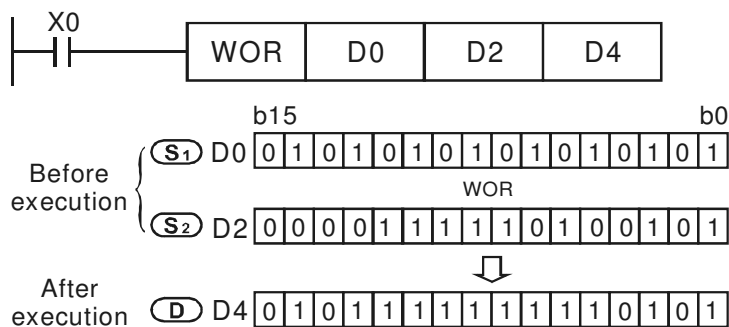 X0
WOR D0 D2 D4
b15 b0
S1 D0 0 1 0 1 0 1 0 1 0 1 0 1 0 1 0 1
Before
execution
WOR
S2 D2 0 0 0 0 1 1 1 1 1 0 1 0 0 1 0 1
After
execution
D D4 0 1 0 1 1 1 1 1 1 1 1 1 0 1 0 1